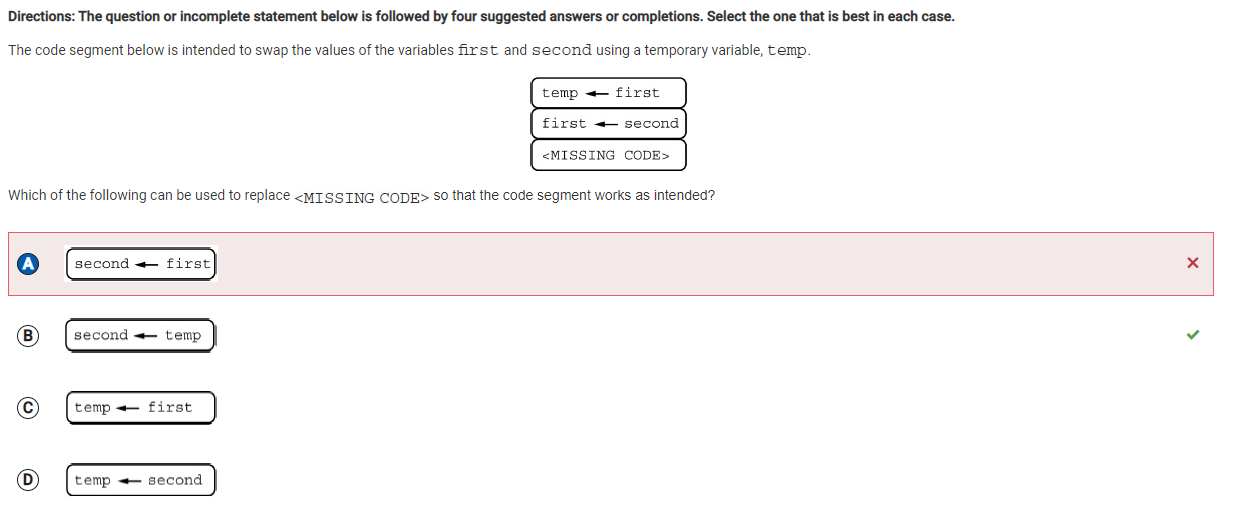 Directions: The question or incomplete statement below is followed by four suggested answers or completions. Select the one that is best in each case.
The code segment below is intended to swap the values of the variables first and second using a temporary variable, temp.
temp ← first
first ← second
<MISSING CODE>
Which of the following can be used to replace <MISSING CODE> so that the code segment works as intended?
A second ← first
B second ← temp
C temp ← first
D temp ← second